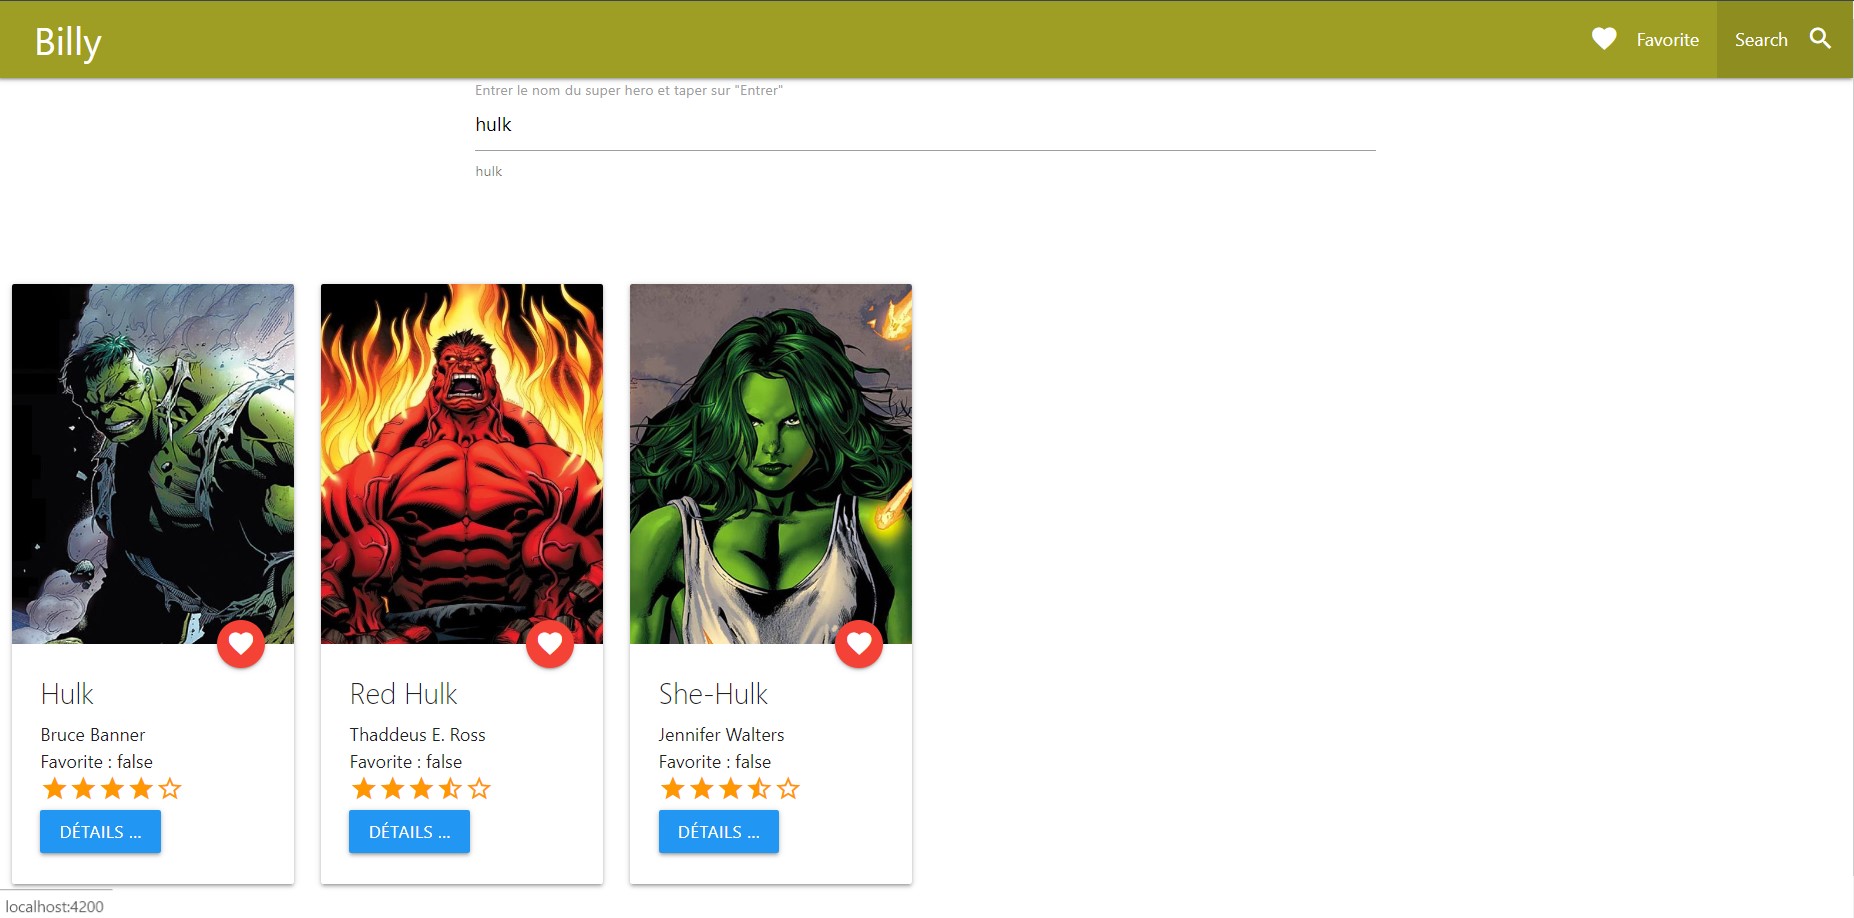 Billy
Favorite
Search
Entrer le nom du super hero et taper sur "Entrer"
hulk
hulk
Hulk
Bruce Banner
Favorite : false
DÉTAILS ...
Red Hulk
Thaddeus E. Ross
Favorite : false
DÉTAILS ...
She-Hulk
Jennifer Walters
Favorite : false
DÉTAILS ...
localhost:4200